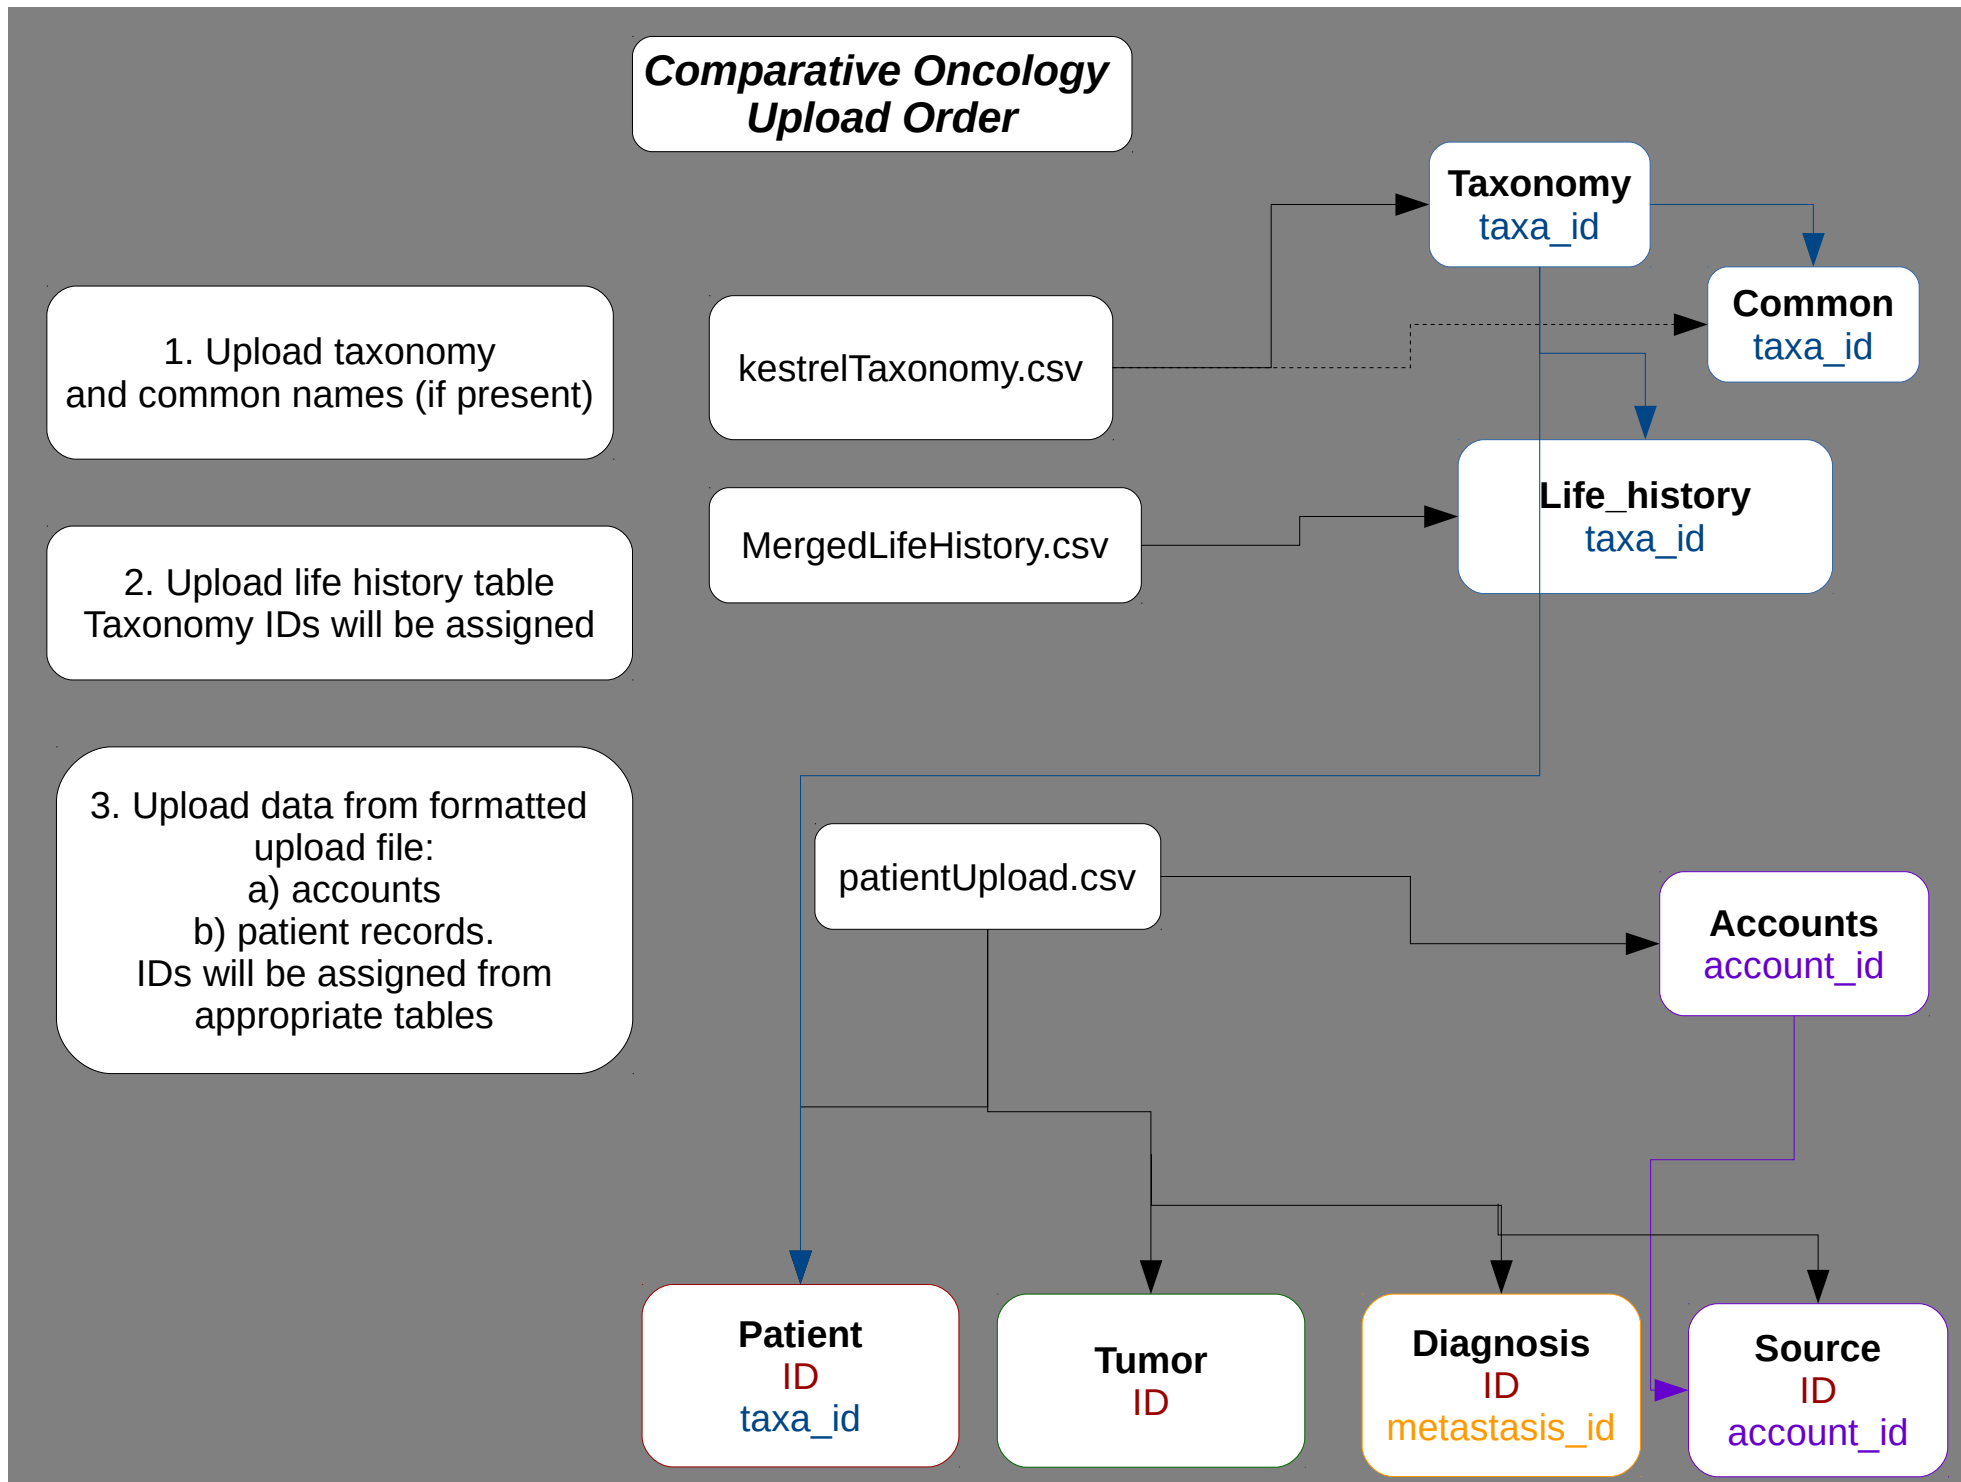 Comparative Oncology
Upload Order
Taxonomy
taxa_id
Common
taxa_id
1. Upload taxonomy
and common names (if present)
kestrelTaxonomy.csv
Life_history
taxa_id
MergedLifeHistory.csv
2. Upload life history table
Taxonomy IDs will be assigned
3. Upload data from formatted
upload file:
a) accounts
b) patient records.
IDs will be assigned from
appropriate tables
patientUpload.csv
Accounts
account_id
Patient
ID
taxa_id
Tumor
ID
Diagnosis
ID
metastasis_id
Source
ID
account_id